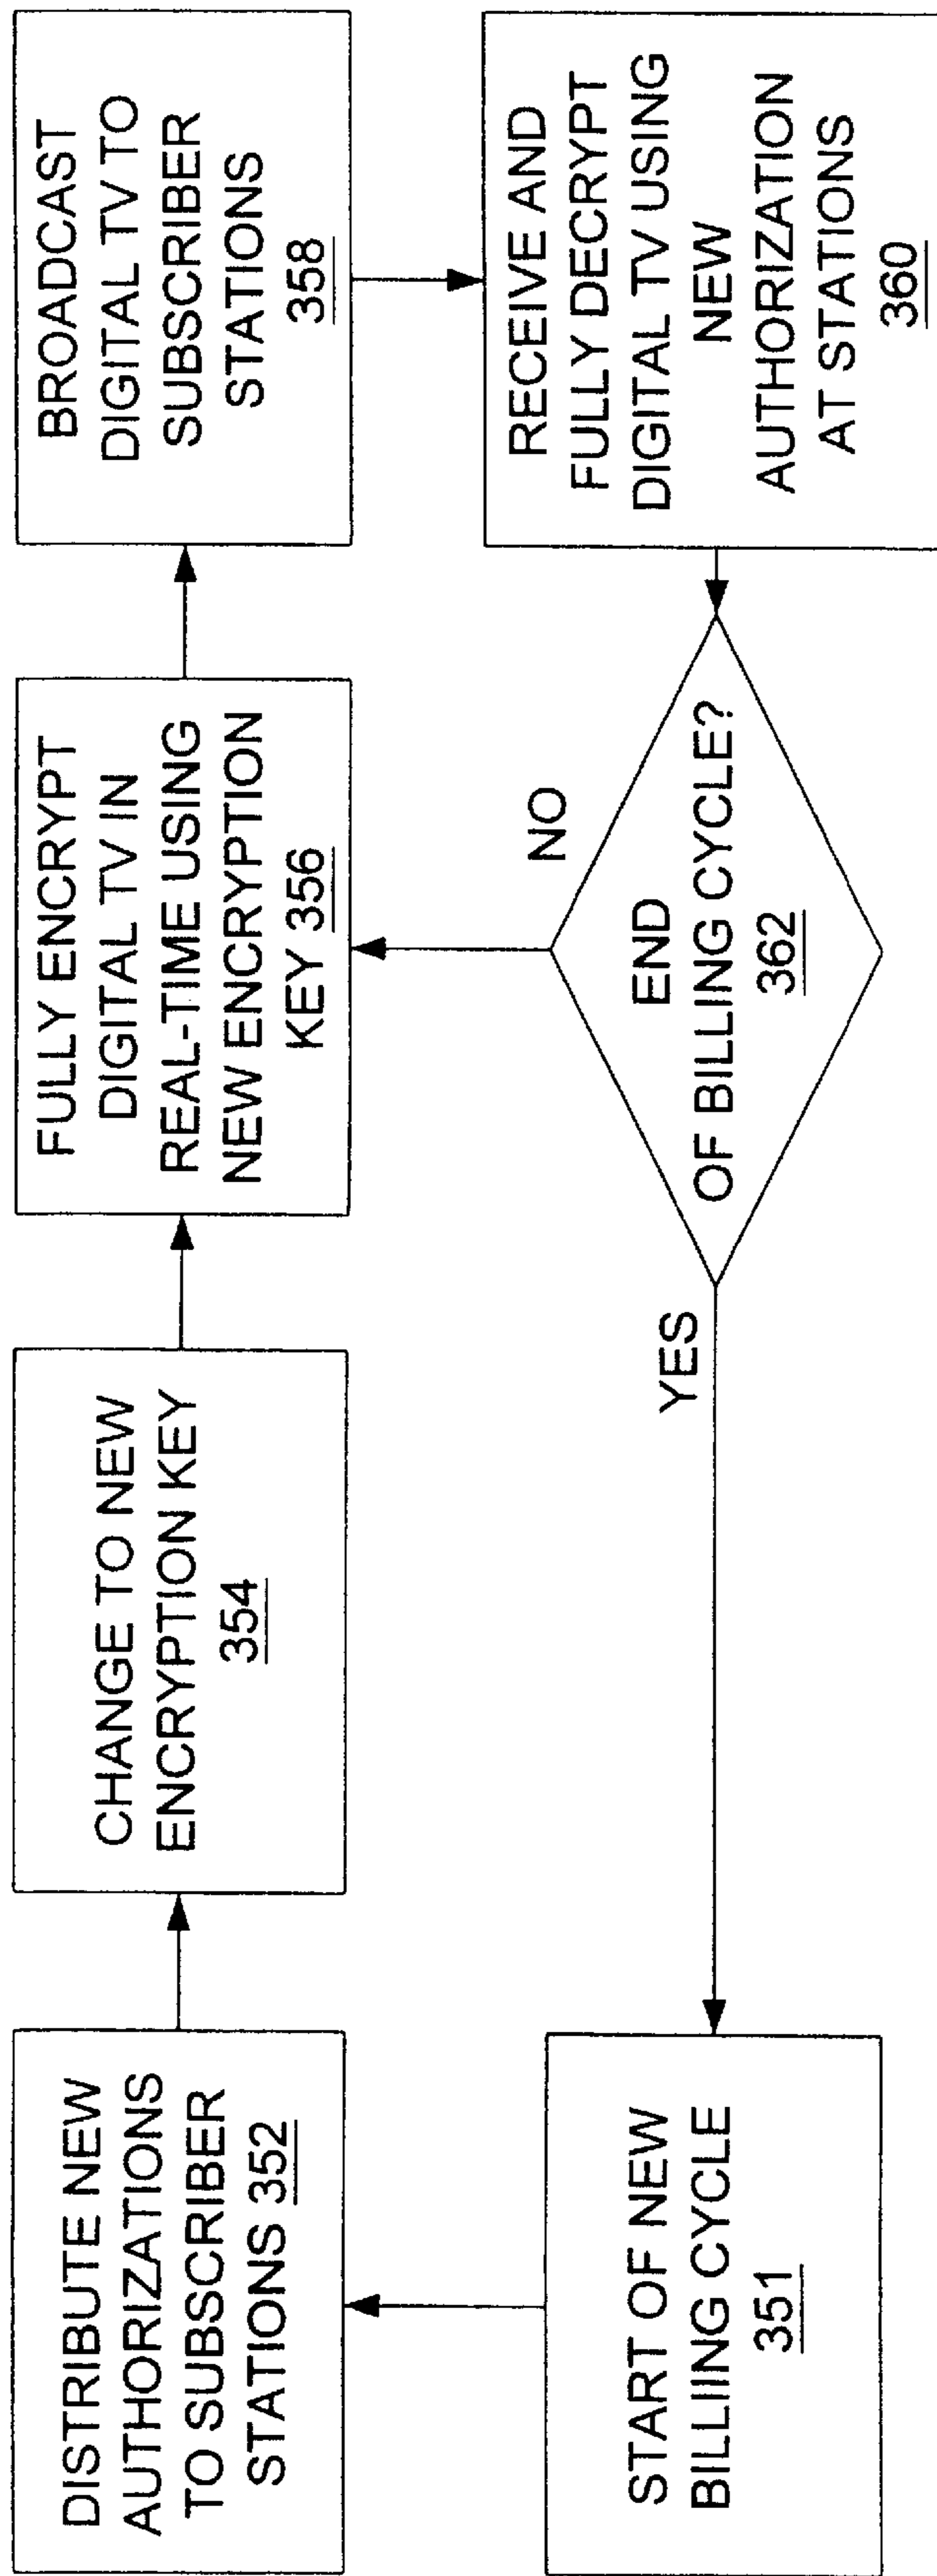 DISTRIBUTE NEW
AUTHORIZATIONS
TO SUBSCRIBER
STATIONS 352
CHANGE TO NEW
ENCRYPTION KEY
354
FULLY ENCRYPT
DIGITAL TV IN
REAL-TIME USING
NEW ENCRYPTION
KEY 356
BROADCAST
DIGITAL TV TO
SUBSCRIBER
STATIONS
358
START OF NEW
BILLIING CYCLE
351
YES
END
OF BILLING CYCLE?
362
NO
RECEIVE AND
FULLY DECRYPT
DIGITAL TV USING
NEW
AUTHORIZATION
AT STATIONS
360